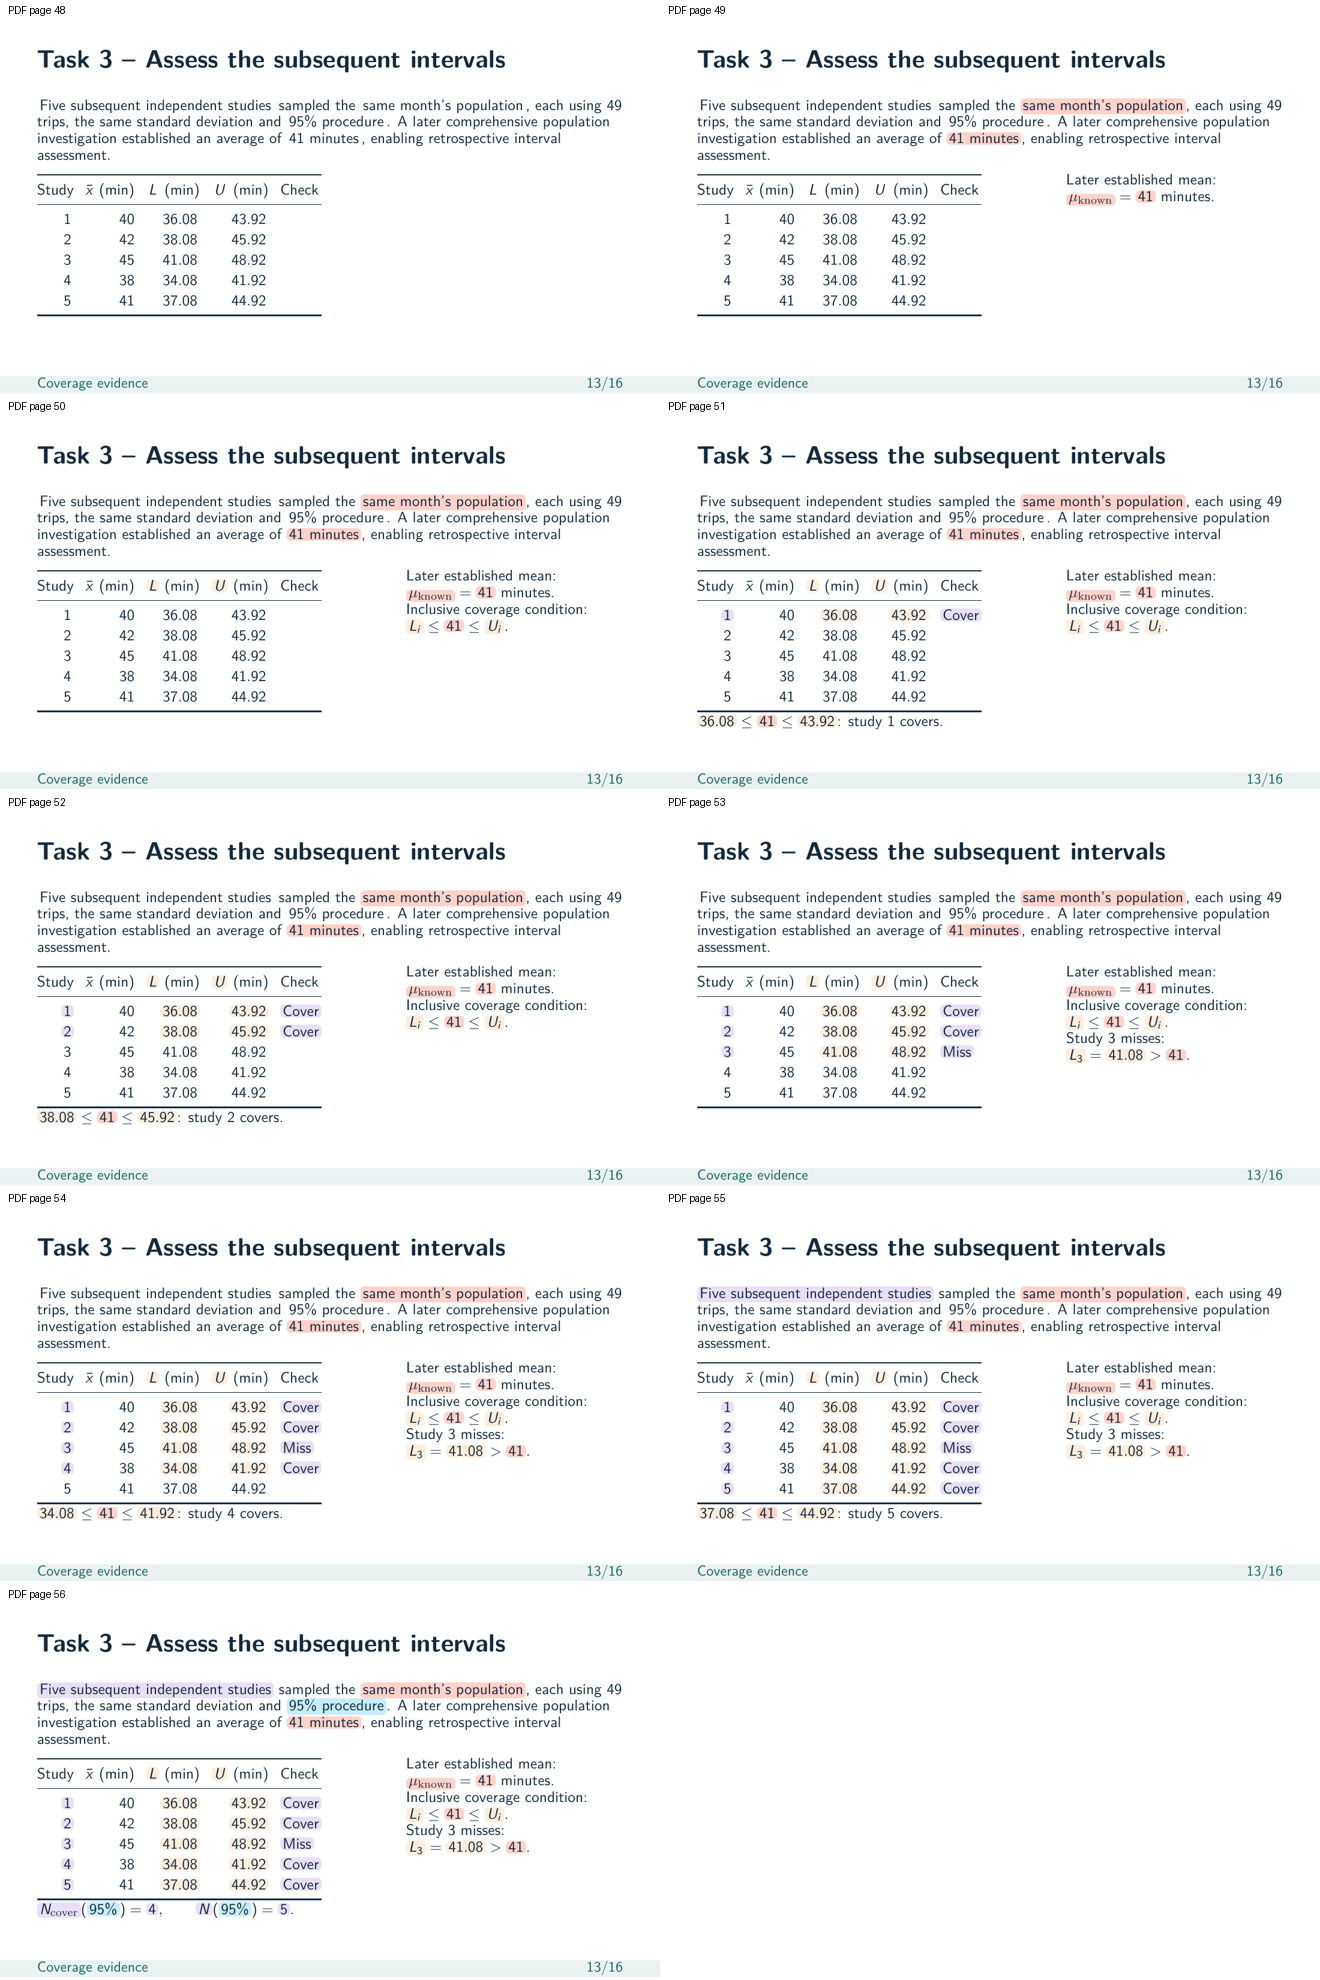 PDF page 48
Task 3 – Assess the subsequent intervals
Five subsequent independent studies sampled the same month's population, each using 49
trips, the same standard deviation and 95% procedure. A later comprehensive population
investigation established an average of 41 minutes, enabling retrospective interval
assessment.
Study x̄ (min) L (min) U (min) Check
1 40 36.08 43.92
2 42 38.08 45.92
3 45 41.08 48.92
4 38 34.08 41.92
5 41 37.08 44.92
Coverage evidence 13/16
PDF page 49
Task 3 – Assess the subsequent intervals
Five subsequent independent studies sampled the same month's population, each using 49
trips, the same standard deviation and 95% procedure. A later comprehensive population
investigation established an average of 41 minutes, enabling retrospective interval
assessment.
Study x̄ (min) L (min) U (min) Check
1 40 36.08 43.92
2 42 38.08 45.92
3 45 41.08 48.92
4 38 34.08 41.92
5 41 37.08 44.92
Later established mean:
μknown = 41 minutes.
Coverage evidence 13/16
PDF page 50
Task 3 – Assess the subsequent intervals
Five subsequent independent studies sampled the same month's population, each using 49
trips, the same standard deviation and 95% procedure. A later comprehensive population
investigation established an average of 41 minutes, enabling retrospective interval
assessment.
Study x̄ (min) L (min) U (min) Check
1 40 36.08 43.92
2 42 38.08 45.92
3 45 41.08 48.92
4 38 34.08 41.92
5 41 37.08 44.92
Later established mean:
μknown = 41 minutes.
Inclusive coverage condition:
Li ≤ 41 ≤ Ui.
Coverage evidence 13/16
PDF page 51
Task 3 – Assess the subsequent intervals
Five subsequent independent studies sampled the same month's population, each using 49
trips, the same standard deviation and 95% procedure. A later comprehensive population
investigation established an average of 41 minutes, enabling retrospective interval
assessment.
Study x̄ (min) L (min) U (min) Check
1 40 36.08 43.92 Cover
2 42 38.08 45.92
3 45 41.08 48.92
4 38 34.08 41.92
5 41 37.08 44.92
36.08 ≤ 41 ≤ 43.92: study 1 covers.
Later established mean:
μknown = 41 minutes.
Inclusive coverage condition:
Li ≤ 41 ≤ Ui.
Coverage evidence 13/16
PDF page 52
Task 3 – Assess the subsequent intervals
Five subsequent independent studies sampled the same month's population, each using 49
trips, the same standard deviation and 95% procedure. A later comprehensive population
investigation established an average of 41 minutes, enabling retrospective interval
assessment.
Study x̄ (min) L (min) U (min) Check
1 40 36.08 43.92 Cover
2 42 38.08 45.92 Cover
3 45 41.08 48.92
4 38 34.08 41.92
5 41 37.08 44.92
38.08 ≤ 41 ≤ 45.92: study 2 covers.
Later established mean:
μknown = 41 minutes.
Inclusive coverage condition:
Li ≤ 41 ≤ Ui.
Coverage evidence 13/16
PDF page 53
Task 3 – Assess the subsequent intervals
Five subsequent independent studies sampled the same month's population, each using 49
trips, the same standard deviation and 95% procedure. A later comprehensive population
investigation established an average of 41 minutes, enabling retrospective interval
assessment.
Study x̄ (min) L (min) U (min) Check
1 40 36.08 43.92 Cover
2 42 38.08 45.92 Cover
3 45 41.08 48.92 Miss
4 38 34.08 41.92
5 41 37.08 44.92
Later established mean:
μknown = 41 minutes.
Inclusive coverage condition:
Li ≤ 41 ≤ Ui.
Study 3 misses:
L3 = 41.08 > 41.
Coverage evidence 13/16
PDF page 54
Task 3 – Assess the subsequent intervals
Five subsequent independent studies sampled the same month's population, each using 49
trips, the same standard deviation and 95% procedure. A later comprehensive population
investigation established an average of 41 minutes, enabling retrospective interval
assessment.
Study x̄ (min) L (min) U (min) Check
1 40 36.08 43.92 Cover
2 42 38.08 45.92 Cover
3 45 41.08 48.92 Miss
4 38 34.08 41.92 Cover
5 41 37.08 44.92
34.08 ≤ 41 ≤ 41.92: study 4 covers.
Later established mean:
μknown = 41 minutes.
Inclusive coverage condition:
Li ≤ 41 ≤ Ui.
Study 3 misses:
L3 = 41.08 > 41.
Coverage evidence 13/16
PDF page 55
Task 3 – Assess the subsequent intervals
Five subsequent independent studies sampled the same month's population, each using 49
trips, the same standard deviation and 95% procedure. A later comprehensive population
investigation established an average of 41 minutes, enabling retrospective interval
assessment.
Study x̄ (min) L (min) U (min) Check
1 40 36.08 43.92 Cover
2 42 38.08 45.92 Cover
3 45 41.08 48.92 Miss
4 38 34.08 41.92 Cover
5 41 37.08 44.92 Cover
37.08 ≤ 41 ≤ 44.92: study 5 covers.
Later established mean:
μknown = 41 minutes.
Inclusive coverage condition:
Li ≤ 41 ≤ Ui.
Study 3 misses:
L3 = 41.08 > 41.
Coverage evidence 13/16
PDF page 56
Task 3 – Assess the subsequent intervals
Five subsequent independent studies sampled the same month's population, each using 49
trips, the same standard deviation and 95% procedure. A later comprehensive population
investigation established an average of 41 minutes, enabling retrospective interval
assessment.
Study x̄ (min) L (min) U (min) Check
1 40 36.08 43.92 Cover
2 42 38.08 45.92 Cover
3 45 41.08 48.92 Miss
4 38 34.08 41.92 Cover
5 41 37.08 44.92 Cover
Ncover(95%) = 4, N(95%) = 5.
Later established mean:
μknown = 41 minutes.
Inclusive coverage condition:
Li ≤ 41 ≤ Ui.
Study 3 misses:
L3 = 41.08 > 41.
Coverage evidence 13/16